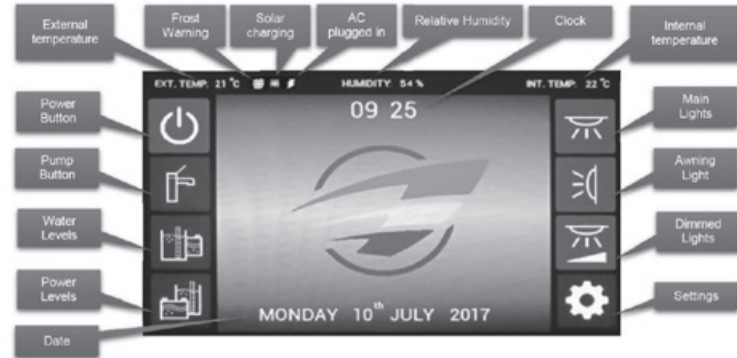 External
temperature
Frost
Warning
Solar
charging
AC
plugged in
Relative Humidity
Clock
Internal
temperature
EXT. TEMP: 21 °C
HUMIDITY: 54 %
INT. TEMP: 22 °C
09 25
Power
Button
Pump
Button
Water
Levels
Power
Levels
Date
Main
Lights
Awning
Light
Dimmed
Lights
Settings
MONDAY 10th JULY 2017